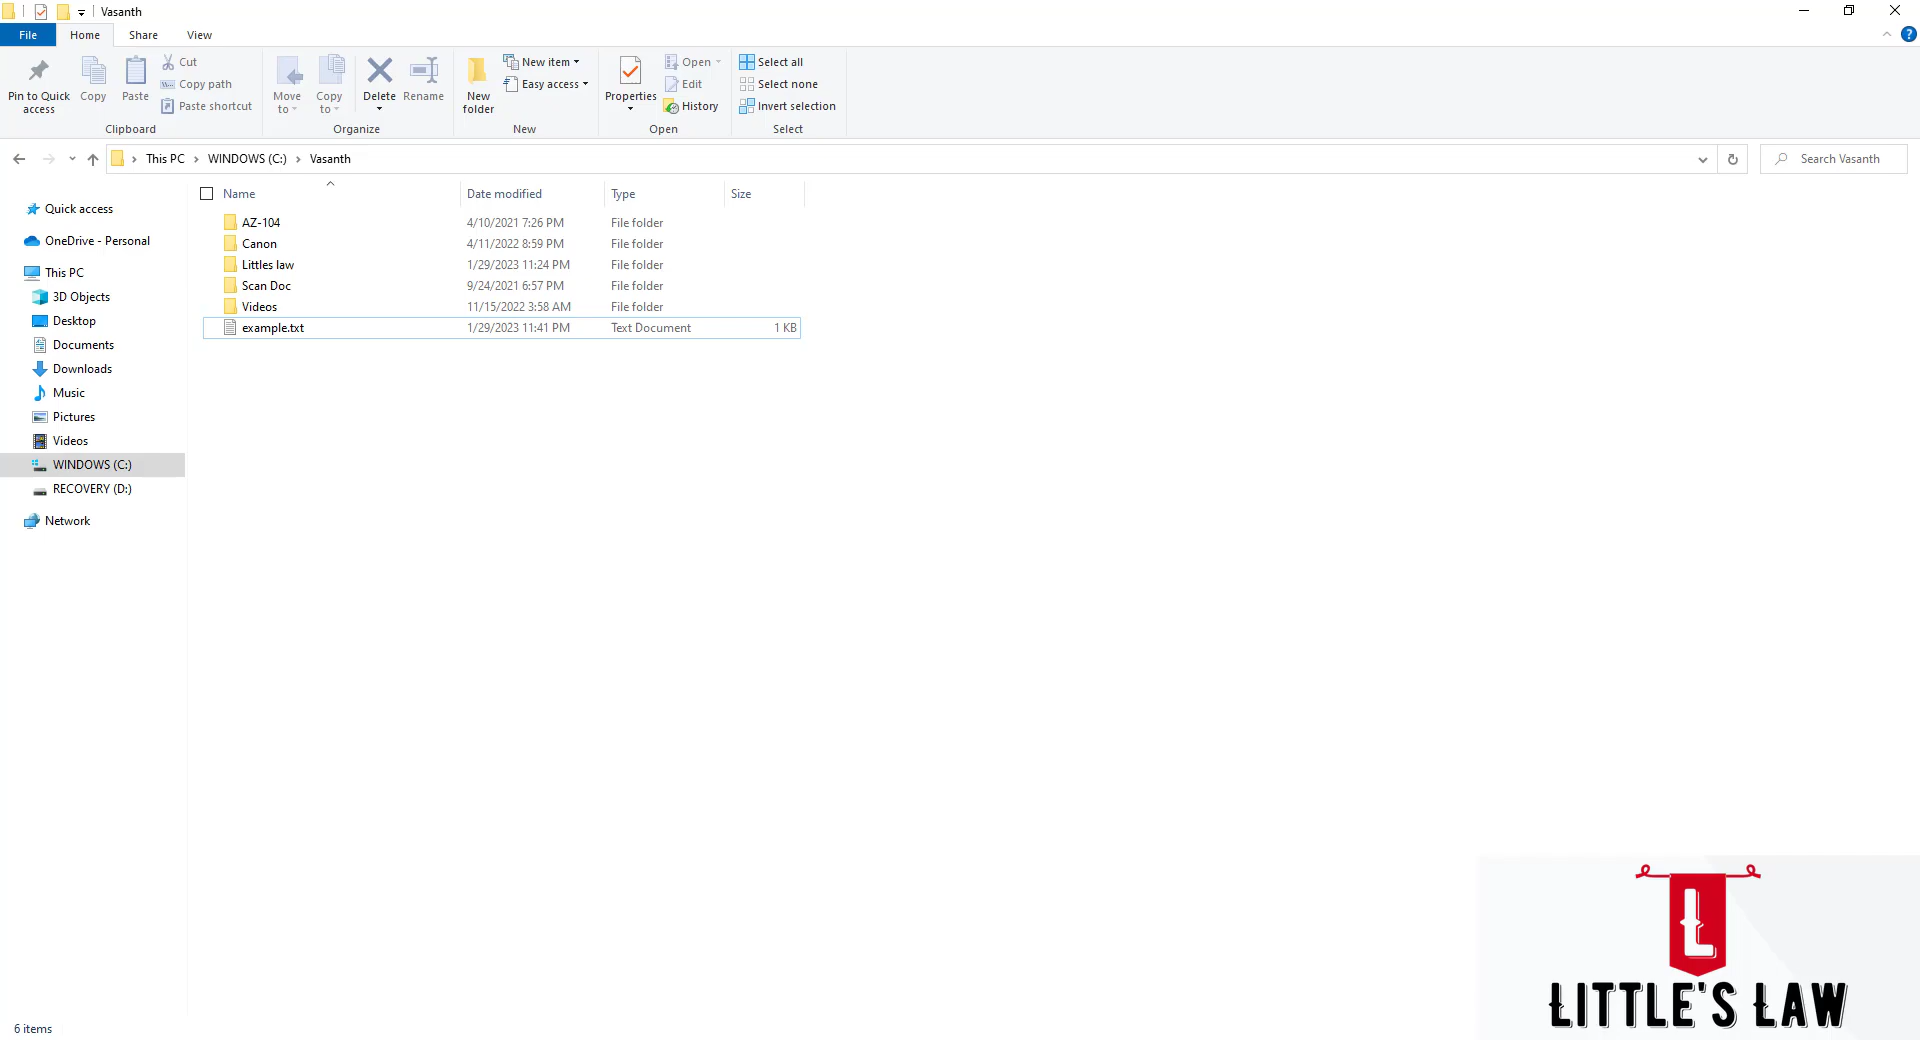 Vasanth
File Home Share View
Pin to Quick access
Copy
Paste
Cut
Copy path
Paste shortcut
Clipboard
Move to
Copy to
Delete
Rename
Organize
New folder
New item
Easy access
New
Properties
Open
Edit
History
Open
Select all
Select none
Invert selection
Select
This PC > WINDOWS (C:) > Vasanth
Search Vasanth
Quick access
OneDrive - Personal
This PC
3D Objects
Desktop
Documents
Downloads
Music
Pictures
Videos
WINDOWS (C:)
RECOVERY (D:)
Network
Name Date modified Type Size
AZ-104 4/10/2021 7:26 PM File folder
Canon 4/11/2022 8:59 PM File folder
Littles law 1/29/2023 11:24 PM File folder
Scan Doc 9/24/2021 6:57 PM File folder
Videos 11/15/2022 3:58 AM File folder
example.txt 1/29/2023 11:41 PM Text Document 1 KB
L
LITTLE'S LAW
6 items